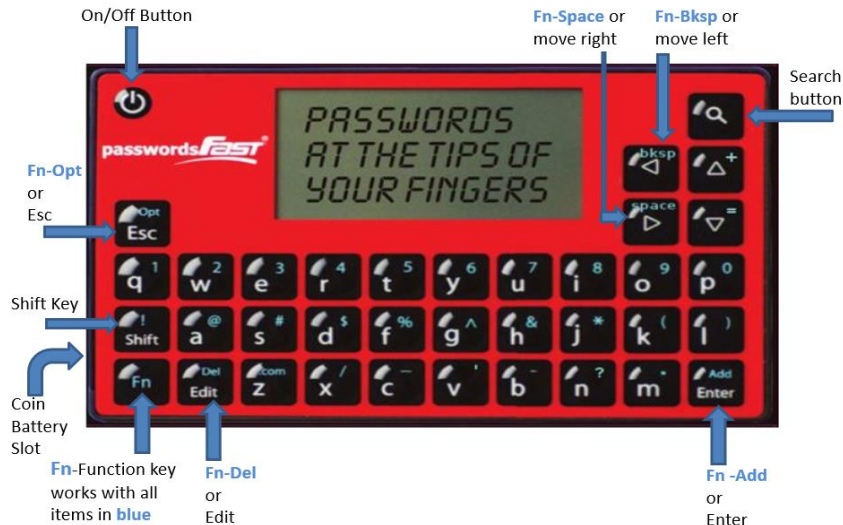 On/Off Button
Fn-Space or
move right
Fn-Bksp or
move left
Search
button
passwordsFAST®
PASSWORDS
AT THE TIPS OF
YOUR FINGERS
bksp
+
space
=
Fn-Opt
or
Esc
Opt
Esc
q 1 w 2 e 3 r 4 t 5 y 6 u 7 i 8 o 9 p 0
Shift Key
! Shift a @ s # d $ f % g ^ h & j * k ( l )
Fn Del Edit z .com x / c _ v ' b - n ? m . Add Enter
Coin
Battery
Slot
Fn-Function key
works with all
items in blue
Fn-Del
or
Edit
Fn -Add
or
Enter